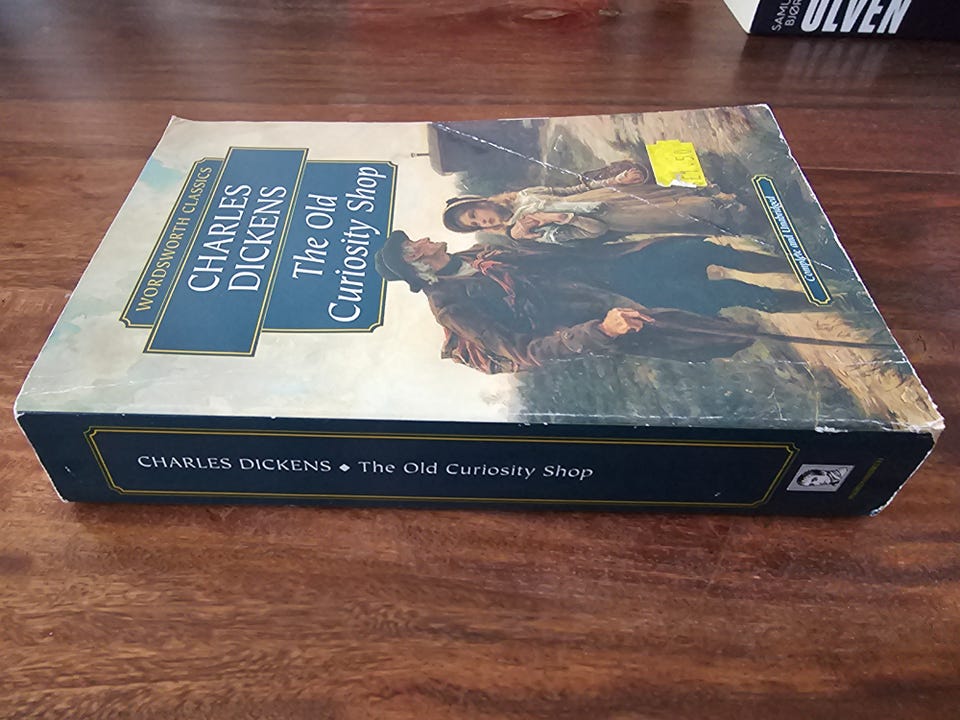 WORDSWORTH CLASSICS
CHARLES
DICKENS
The Old
Curiosity Shop
Complete and Unabridged
CHARLES DICKENS ♦ The Old Curiosity Shop
ULVEN